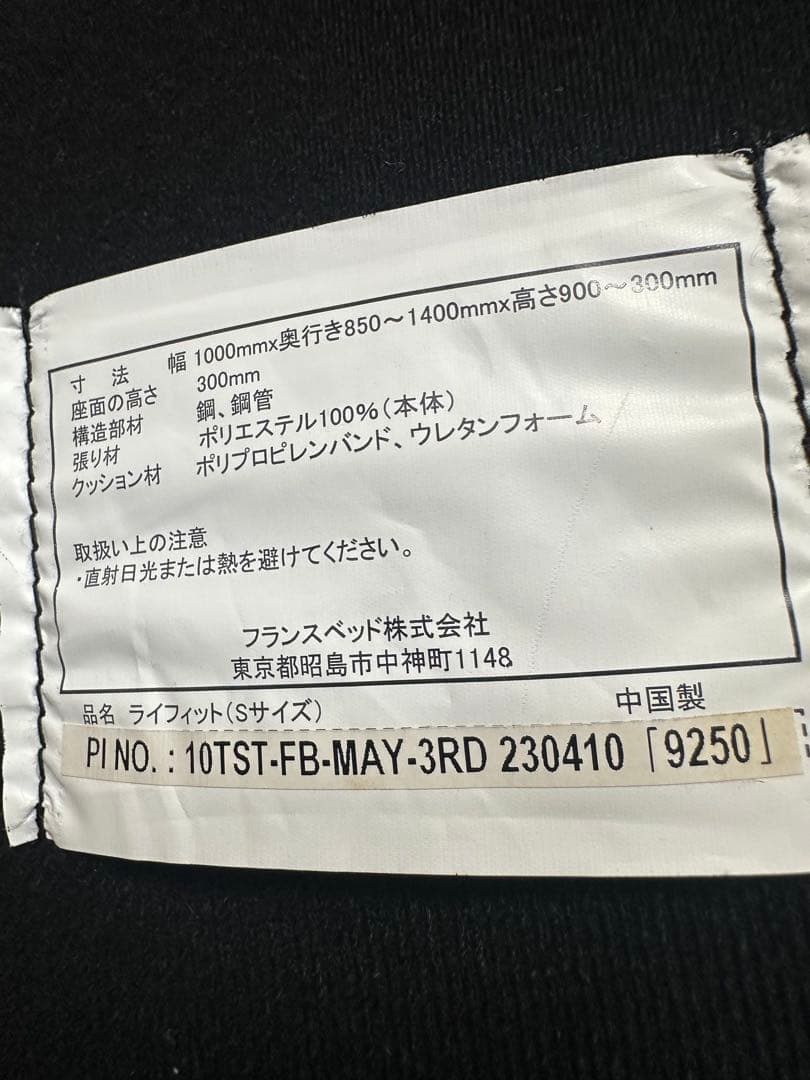 寸　法　幅 1000mmx奥行き850～1400mmx高さ900～300mm
座面の高さ　300mm
構造部材　鋼、鋼管
張り材　ポリエステル100%(本体)
クッション材　ポリプロピレンバンド、ウレタンフォーム
取扱い上の注意
・直射日光または熱を避けてください。
フランスベッド株式会社
東京都昭島市中神町1148
品名 ライフィット(Sサイズ)　中国製
PI NO.: 10TST-FB-MAY-3RD 230410「9250」